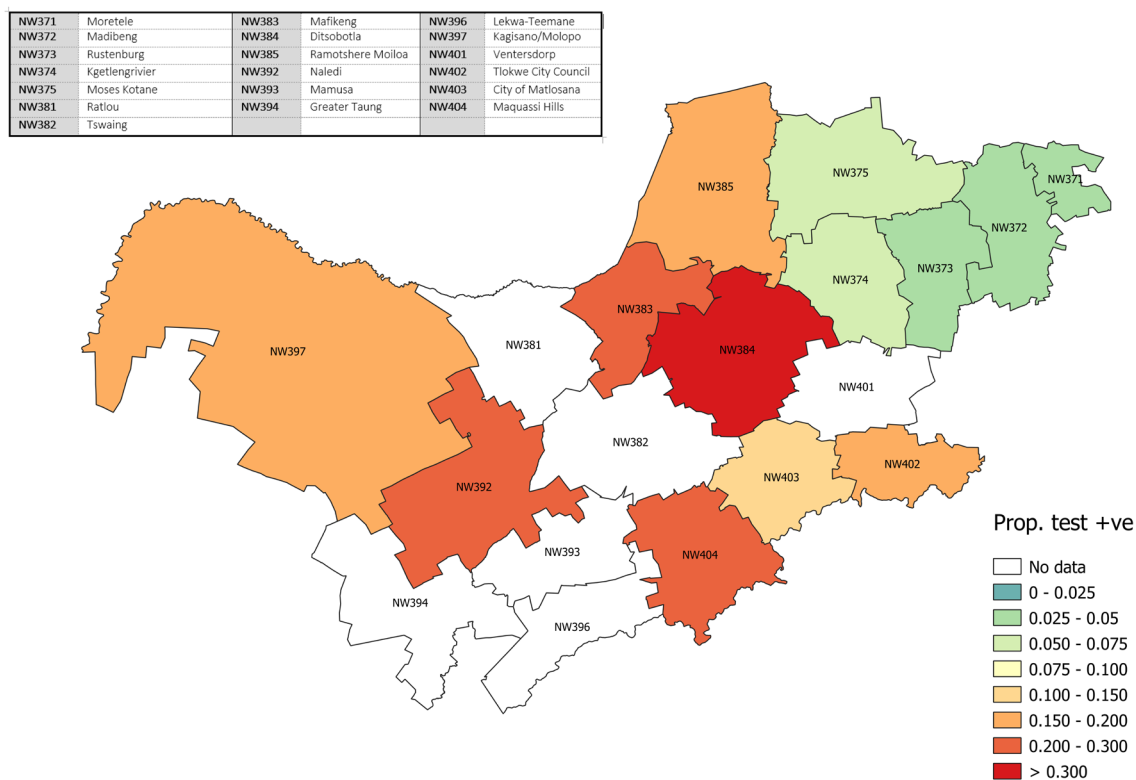 NW371 Moretele NW383 Mafikeng NW396 Lekwa-Teemane
NW372 Madibeng NW384 Ditsobotla NW397 Kagisano/Molopo
NW373 Rustenburg NW385 Ramotshere Moiloa NW401 Ventersdorp
NW374 Kgetlengrivier NW392 Naledi NW402 Tlokwe City Council
NW375 Moses Kotane NW393 Mamusa NW403 City of Matlosana
NW381 Ratlou NW394 Greater Taung NW404 Maquassi Hills
NW382 Tswaing
NW385
NW375
NW371
NW372
NW373
NW374
NW383
NW381
NW384
NW397
NW401
NW382
NW402
NW403
NW392
NW393
NW404
NW394
NW396
Prop. test +ve
No data
0 - 0.025
0.025 - 0.05
0.050 - 0.075
0.075 - 0.100
0.100 - 0.150
0.150 - 0.200
0.200 - 0.300
> 0.300